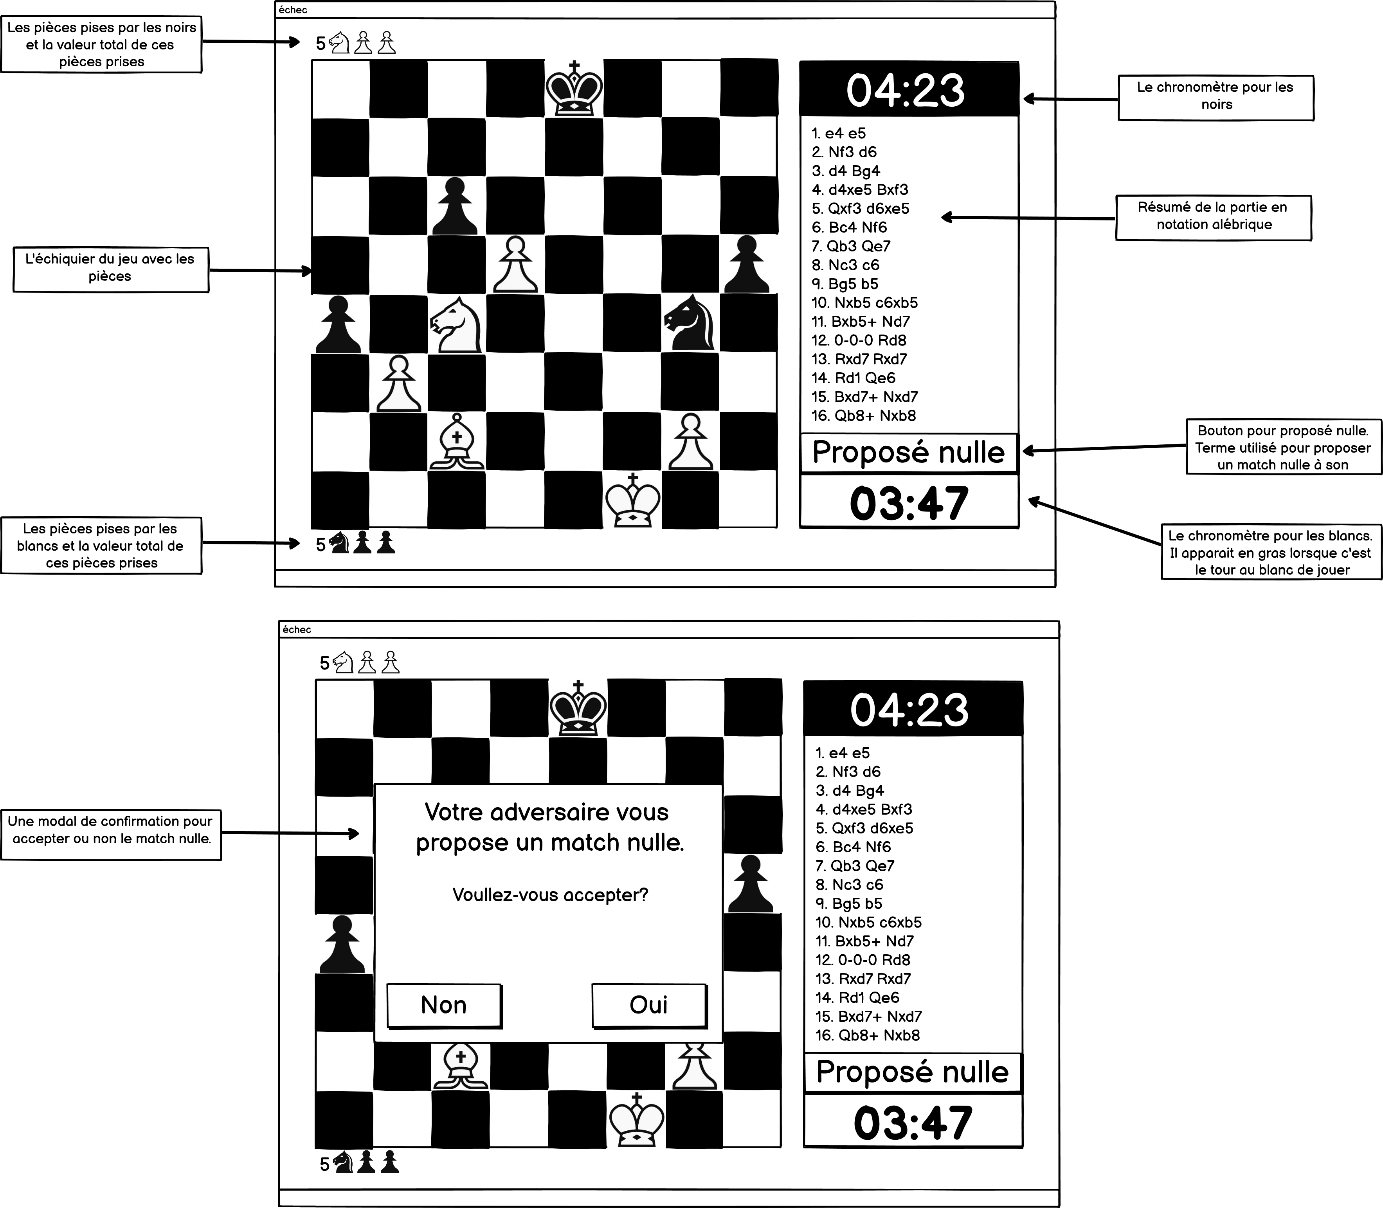 échec
Les pièces pises par les noirs
et la valeur total de ces
pièces prises
5
04:23
Le chronomètre pour les
noirs
1. e4 e5
2. Nf3 d6
3. d4 Bg4
4. d4xe5 Bxf3
5. Qxf3 d6xe5
6. Bc4 Nf6
7. Qb3 Qe7
8. Nc3 c6
9. Bg5 b5
10. Nxb5 c6xb5
11. Bxb5+ Nd7
12. 0-0-0 Rd8
13. Rxd7 Rxd7
14. Rd1 Qe6
15. Bxd7+ Nxd7
16. Qb8+ Nxb8
Résumé de la partie en
notation alébrique
L'échiquier du jeu avec les
pièces
Proposé nulle
Bouton pour proposé nulle.
Terme utilisé pour proposer
un match nulle à son
03:47
Le chronomètre pour les blancs.
Il apparait en gras lorsque c'est
le tour au blanc de jouer
Les pièces pises par les
blancs et la valeur total de
ces pièces prises
5
échec
5
04:23
1. e4 e5
2. Nf3 d6
3. d4 Bg4
4. d4xe5 Bxf3
5. Qxf3 d6xe5
6. Bc4 Nf6
7. Qb3 Qe7
8. Nc3 c6
9. Bg5 b5
10. Nxb5 c6xb5
11. Bxb5+ Nd7
12. 0-0-0 Rd8
13. Rxd7 Rxd7
14. Rd1 Qe6
15. Bxd7+ Nxd7
16. Qb8+ Nxb8
Une modal de confirmation pour
accepter ou non le match nulle.
Votre adversaire vous
propose un match nulle.
Voullez-vous accepter?
Non
Oui
Proposé nulle
03:47
5